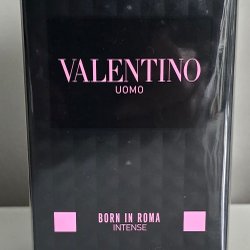 VALENTINO
UOMO
BORN IN ROMA
INTENSE